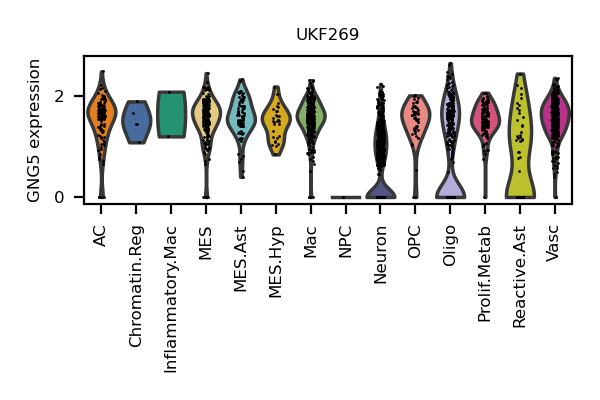 UKF269
GNG5 expression
2
0
AC
Chromatin.Reg
Inflammatory.Mac
MES
MES.Ast
MES.Hyp
Mac
NPC
Neuron
OPC
Oligo
Prolif.Metab
Reactive.Ast
Vasc